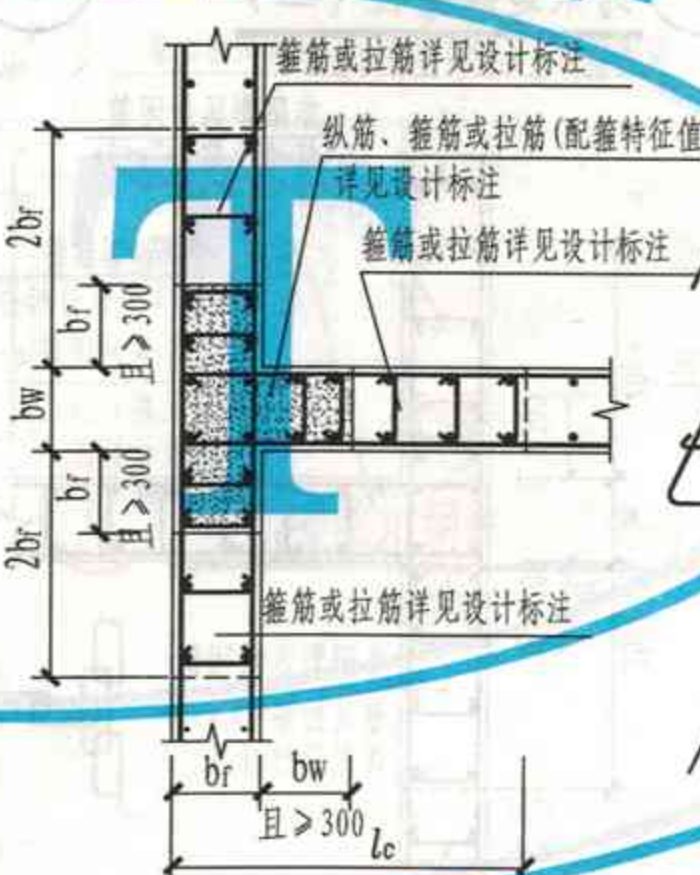 箍筋或拉筋详见设计标注
纵筋、箍筋或拉筋(配箍特征值
详见设计标注
箍筋或拉筋详见设计标注
2bf
bf
且≥300
bw
bf
且≥300
2bf
箍筋或拉筋详见设计标注
bf
bw
且≥300
lc
T